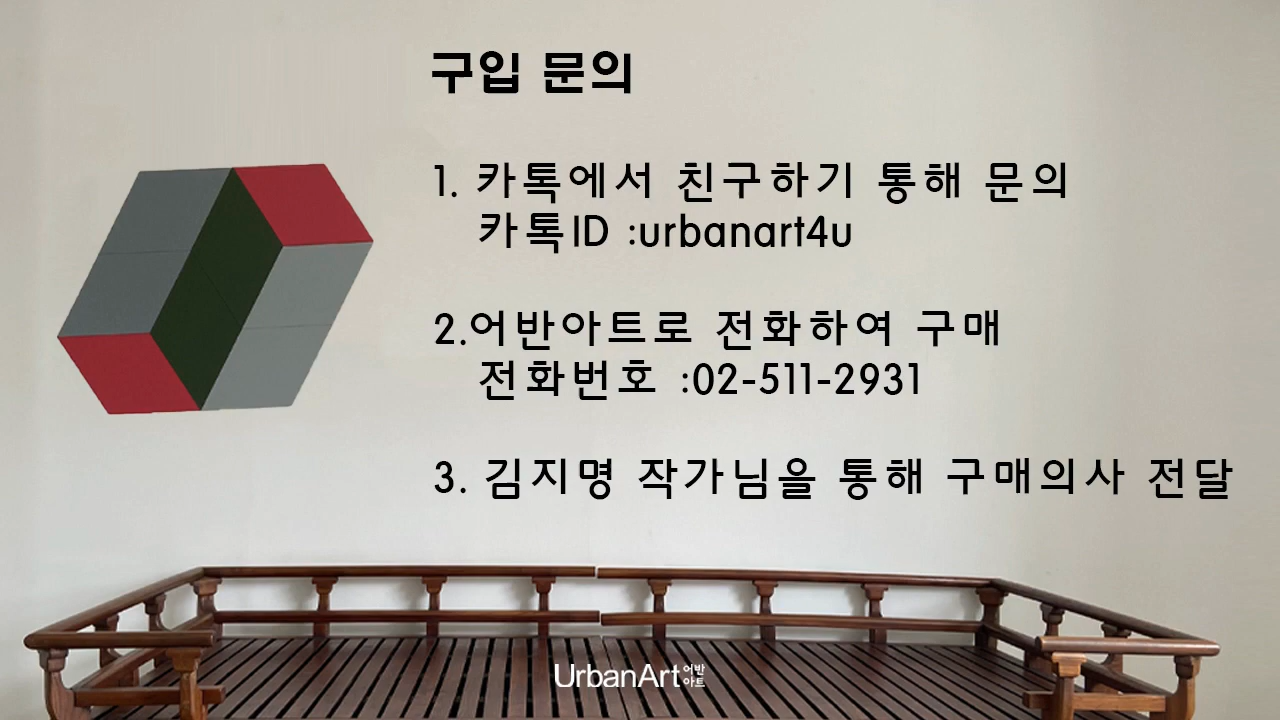 구입 문의
1. 카톡에서 친구하기 통해 문의
카톡ID :urbanart4u
2.어반아트로 전화하여 구매
전화번호 :02-511-2931
3. 김지명 작가님을 통해 구매의사 전달
UrbanArt 어반
아트